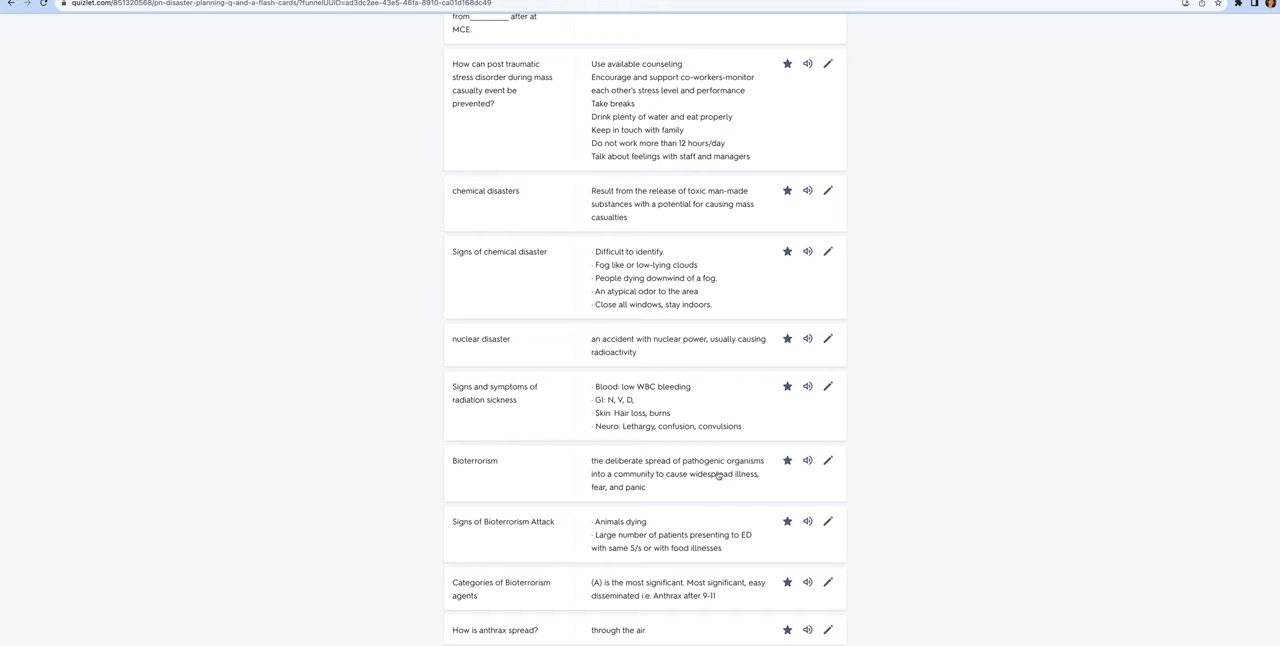 quizlet.com/851320568/pn-disaster-planning-q-and-a-flash-cards/?funnelUUID=ad3dc2ee-43e5-46fa-8910-ca01d168dc49
from_________ after at
MCE.
How can post traumatic
stress disorder during mass
casualty event be
prevented?
Use available counseling
Encourage and support co-workers-monitor
each other's stress level and performance
Take breaks
Drink plenty of water and eat properly
Keep in touch with family
Do not work more than 12 hours/day
Talk about feelings with staff and managers
chemical disasters
Result from the release of toxic man-made
substances with a potential for causing mass
casualties
Signs of chemical disaster
· Difficult to identify.
· Fog like or low-lying clouds
· People dying downwind of a fog.
· An atypical odor to the area
· Close all windows, stay indoors.
nuclear disaster
an accident with nuclear power, usually causing
radioactivity
Signs and symptoms of
radiation sickness
· Blood: low WBC bleeding
· GI: N, V, D,
· Skin: Hair loss, burns
· Neuro: Lethargy, confusion, convulsions
Bioterrorism
the deliberate spread of pathogenic organisms
into a community to cause widespread illness,
fear, and panic
Signs of Bioterrorism Attack
· Animals dying
· Large number of patients presenting to ED
with same S/s or with food illnesses
Categories of Bioterrorism
agents
(A) is the most significant. Most significant, easy
disseminated i.e. Anthrax after 9-11
How is anthrax spread?
through the air